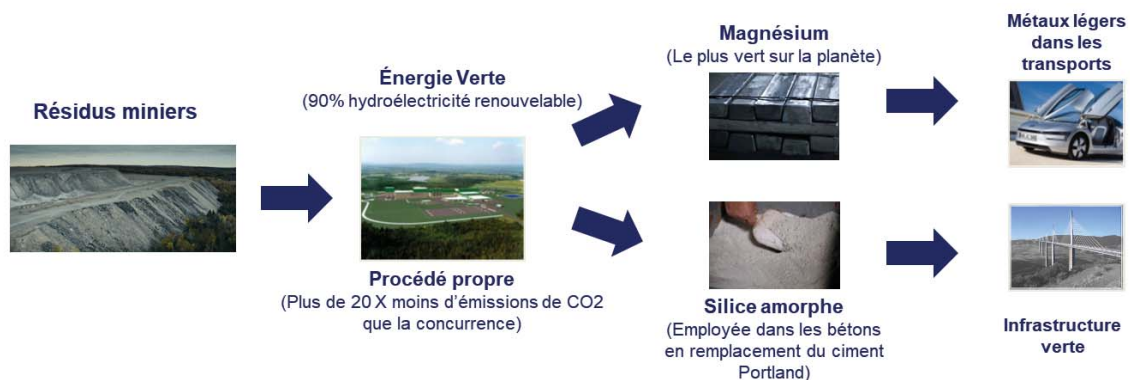 Résidus miniers
Énergie Verte
(90% hydroélectricité renouvelable)
Procédé propre
(Plus de 20 X moins d’émissions de CO2
que la concurrence)
Magnésium
(Le plus vert sur la planète)
Silice amorphe
(Employée dans les bétons
en remplacement du ciment
Portland)
Métaux légers
dans les
transports
Infrastructure
verte